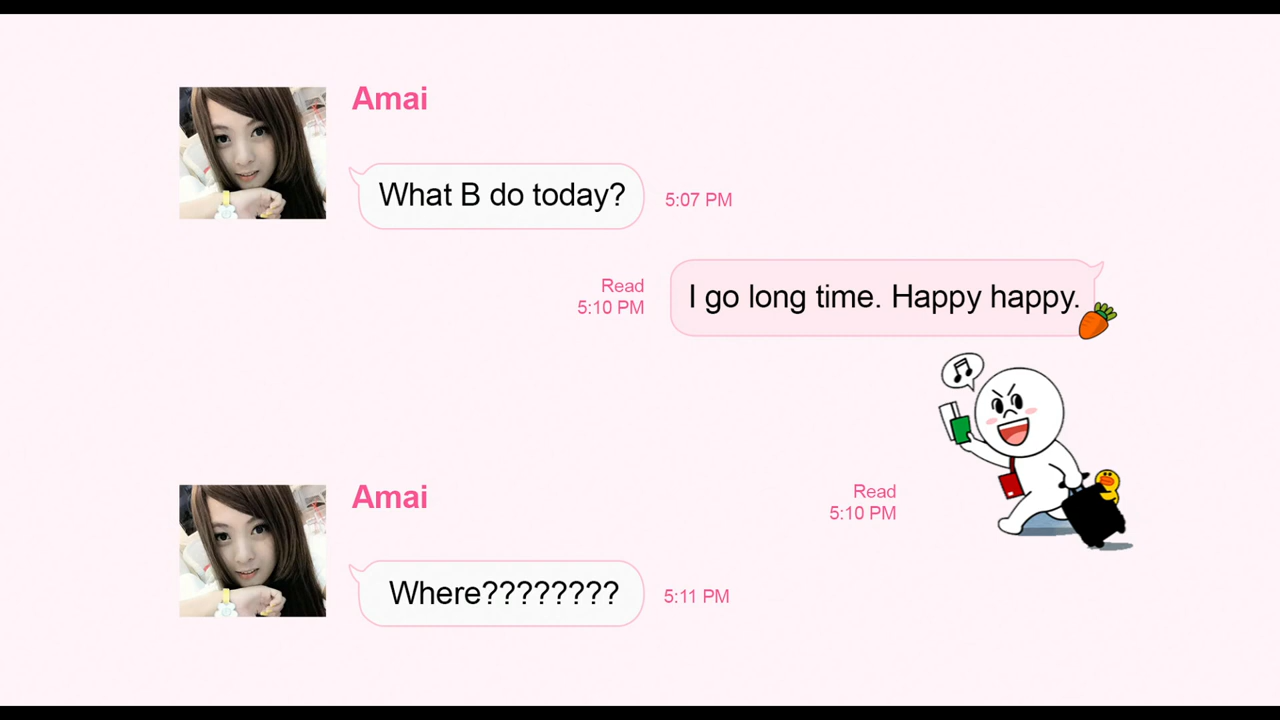 Amai
What B do today?
5:07 PM
Read
5:10 PM
I go long time. Happy happy.
Read
5:10 PM
Amai
Where????????
5:11 PM